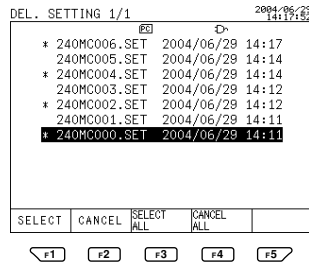 DEL. SETTING 1/1 2004/06/29 14:17:52
PC
* 240MC006.SET 2004/06/29 14:17
240MC005.SET 2004/06/29 14:14
* 240MC004.SET 2004/06/29 14:14
240MC003.SET 2004/06/29 14:12
* 240MC002.SET 2004/06/29 14:12
240MC001.SET 2004/06/29 14:11
* 240MC000.SET 2004/06/29 14:11
SELECT CANCEL SELECT ALL CANCEL ALL
F1 F2 F3 F4 F5